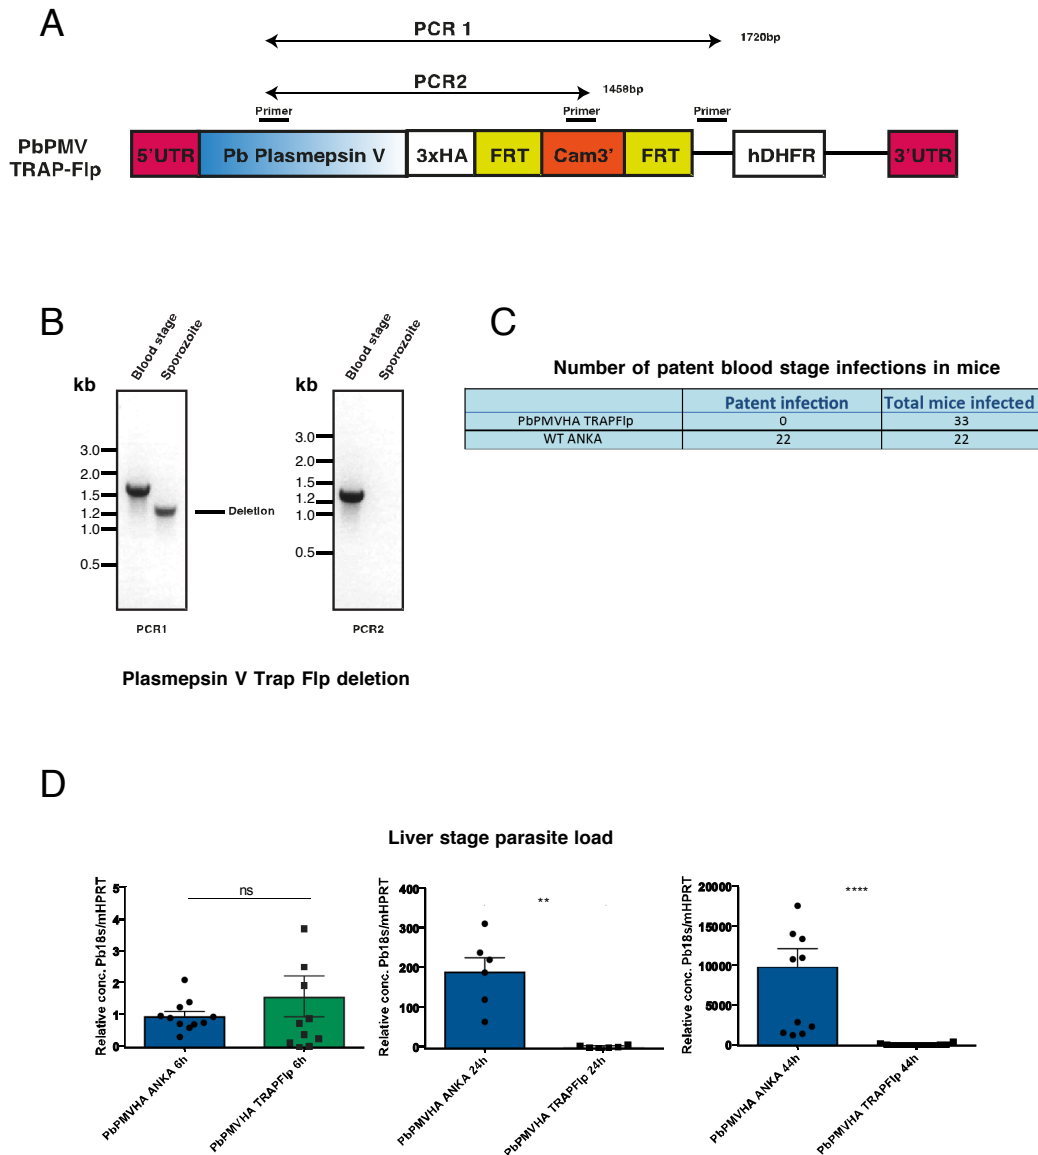 A
PCR 1
1720bp
PCR2
1458bp
Primer Primer Primer
PbPMV
TRAP-Flp
5'UTR Pb Plasmepsin V 3xHA FRT Cam3' FRT hDHFR 3'UTR
B
Blood stage
Sporozoite
kb
3.0
2.0
1.5
1.2
1.0
0.5
Deletion
PCR1
Blood stage
Sporozoite
kb
3.0
2.0
1.5
1.2
1.0
0.5
PCR2
Plasmepsin V Trap Flp deletion
C
Number of patent blood stage infections in mice
Patent infection Total mice infected
PbPMVHA TRAPFlp 0 33
WT ANKA 22 22
D
Liver stage parasite load
Relative conc. Pb18s/mHPRT
5
4
3
2
1
0
ns
PbPMVHA ANKA 6h
PbPMVHA TRAPFlp 6h
Relative conc. Pb18s/mHPRT
400
300
200
100
0
**
PbPMVHA ANKA 24h
PbPMVHA TRAPFlp 24h
Relative conc. Pb18s/mHPRT
20000
15000
10000
5000
0
****
PbPMVHA ANKA 44h
PbPMVHA TRAPFlp 44h